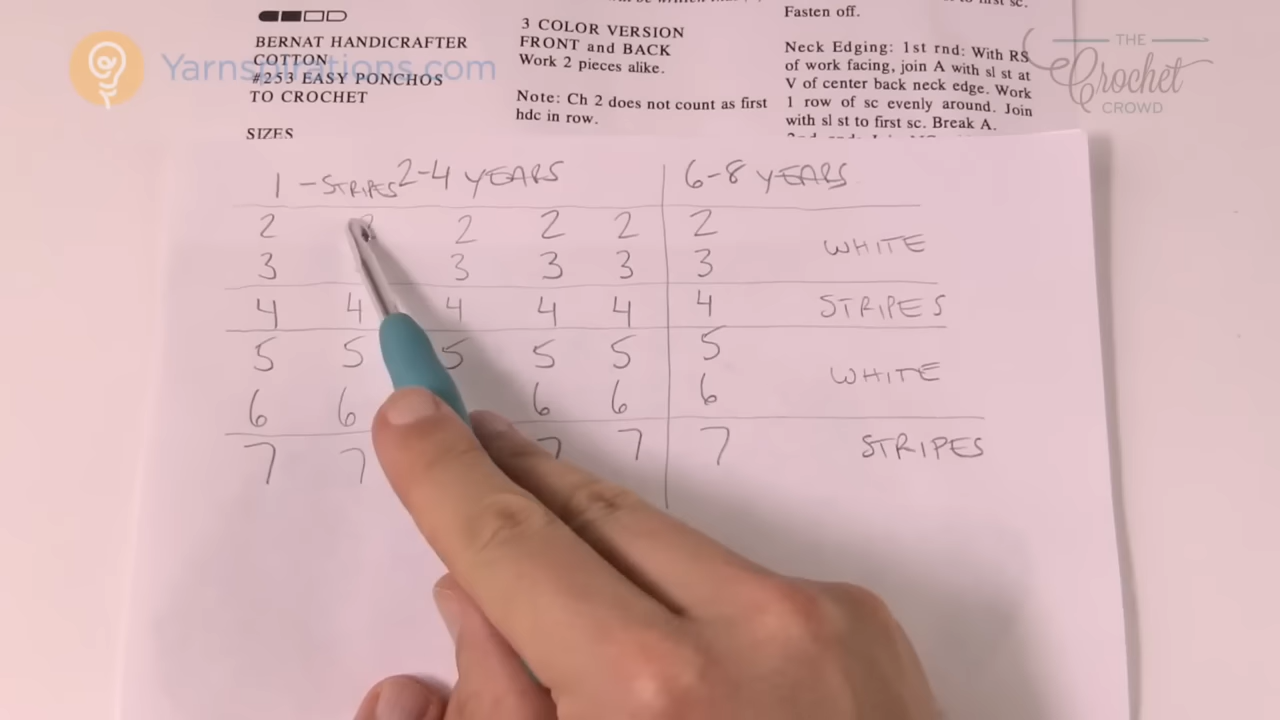 BERNAT HANDICRAFTER
COTTON
#253 EASY PONCHOS
TO CROCHET
SIZES
Yarnspirations.com
3 COLOR VERSION
FRONT and BACK
Work 2 pieces alike.
Note: Ch 2 does not count as first
hdc in row.
Fasten off.
Neck Edging: 1st rnd: With RS
of work facing, join A with sl st at
V of center back neck edge. Work
1 row of sc evenly around. Join
with sl st to first sc. Break A.
THE
Crochet
CROWD
1 - STRIPES 2-4 YEARS 6-8 YEARS
2 2 2 2 2
3 3 3 3 3
WHITE
4 4 4 4 4 4 STRIPES
5 5 5 5 5 5
6 6 6 6 6
WHITE
7 7 7 7 7 STRIPES